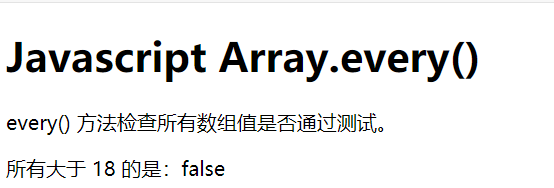 Javascript Array.every()
every() 方法检查所有数组值是否通过测试。
所有大于 18 的是：false